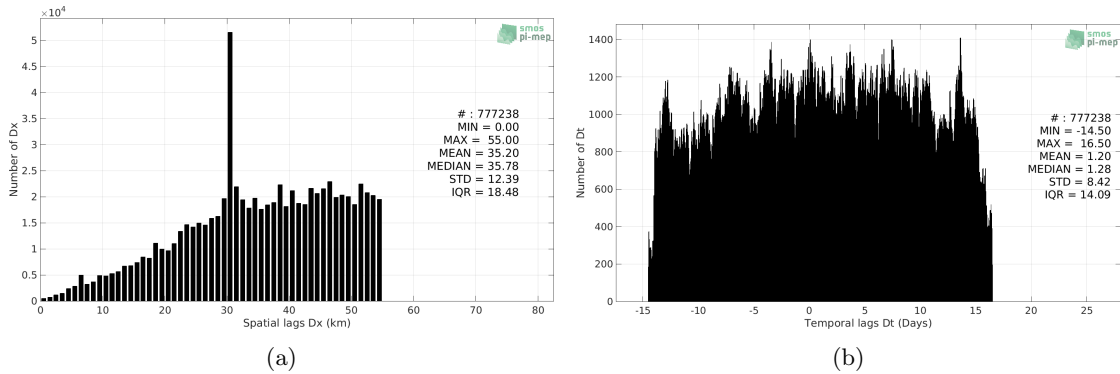 ×10⁴
5
4.5
4
3.5
3
2.5
2
1.5
1
0.5
0
Number of Dx
smos
pi-mep
# : 777238
MIN = 0.00
MAX = 55.00
MEAN = 35.20
MEDIAN = 35.78
STD = 12.39
IQR = 18.48
0 10 20 30 40 50 60 70 80
Spatial lags Dx (km)
(a)
1400
1200
1000
800
600
400
200
0
Number of Dt
smos
pi-mep
# : 777238
MIN = -14.50
MAX = 16.50
MEAN = 1.20
MEDIAN = 1.28
STD = 8.42
IQR = 14.09
-15 -10 -5 0 5 10 15 20 25
Temporal lags Dt (Days)
(b)